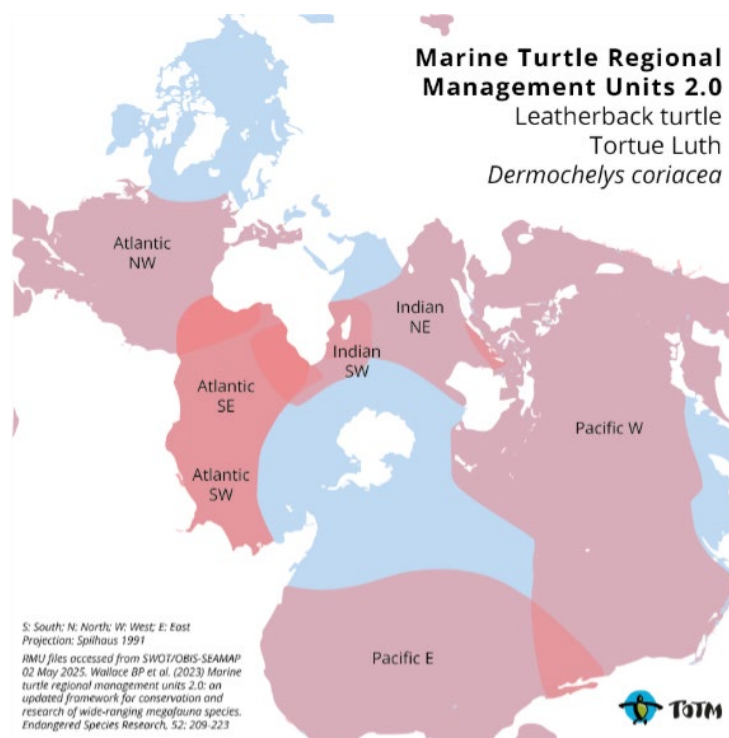 Marine Turtle Regional
Management Units 2.0
Leatherback turtle
Tortue Luth
Dermochelys coriacea
Atlantic
NW
Indian
NE
Indian
SW
Atlantic
SE
Pacific W
Atlantic
SW
Pacific E
S: South; N: North; W: West; E: East
Projection: Spilhaus 1991
RMU files accessed from SWOT/OBIS-SEAMAP
02 May 2025. Wallace BP et al. (2023) Marine
turtle regional management units 2.0: an
updated framework for conservation and
research of wide-ranging megafauna species.
Endangered Species Research, 52; 209-223
TOTM